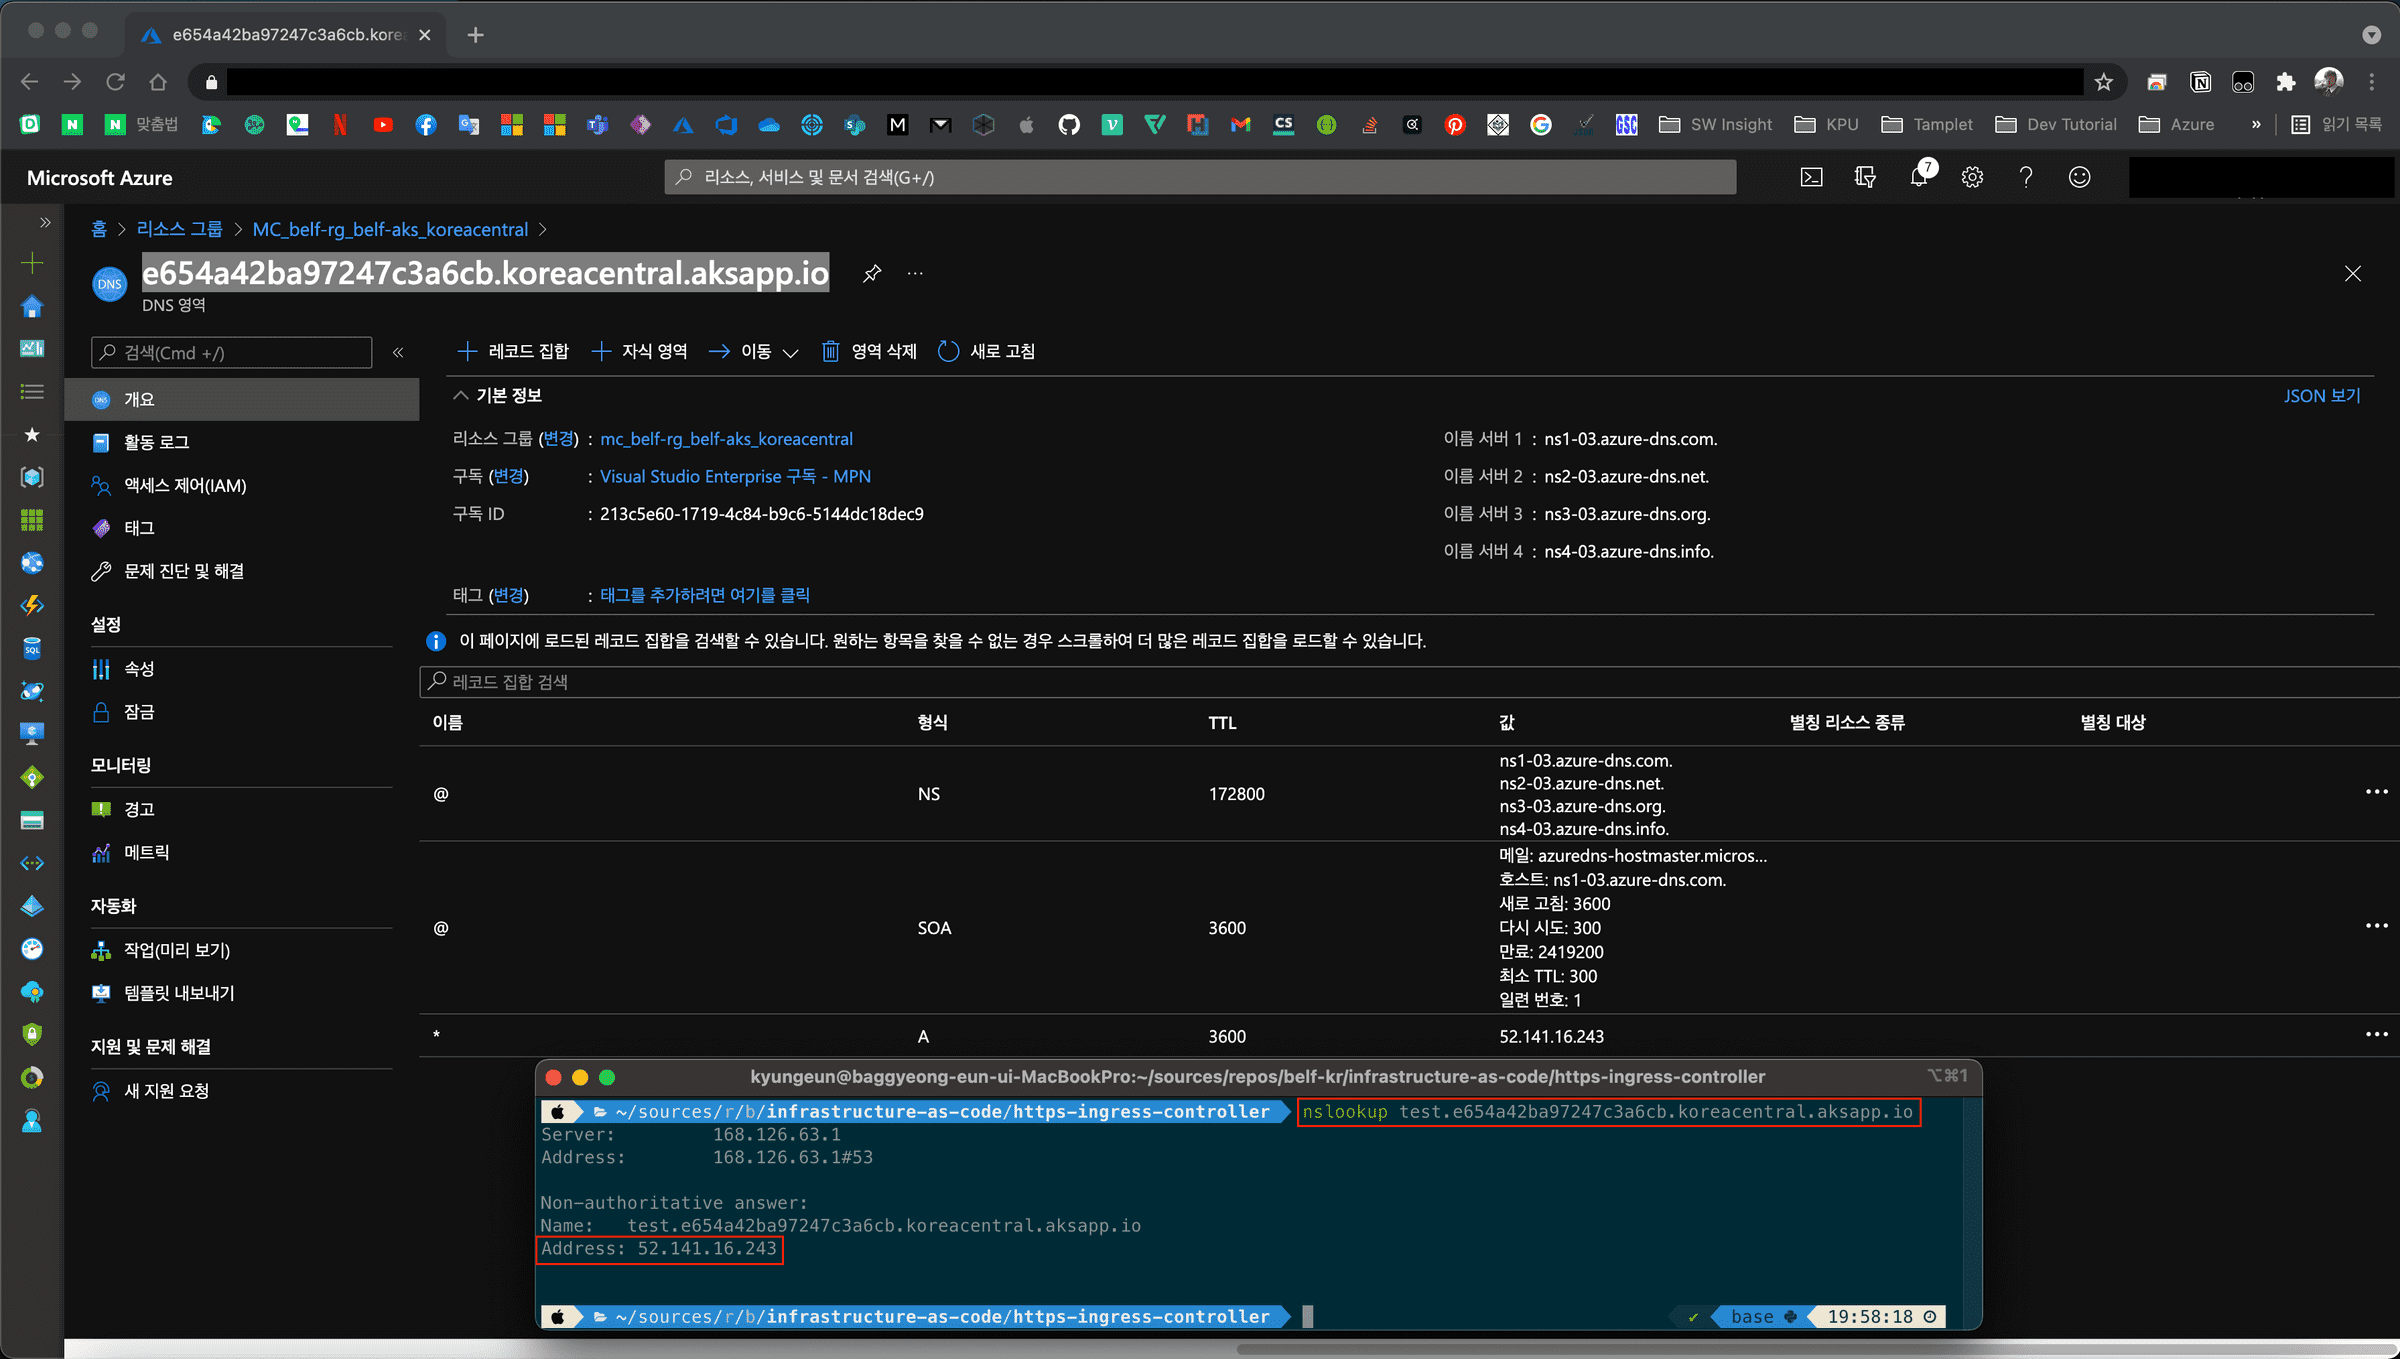 e654a42ba97247c3a6cb.kore
맞춤법
SW Insight
KPU
Tamplet
Dev Tutorial
Azure
»
읽기 목록
Microsoft Azure
리소스, 서비스 및 문서 검색(G+/)
7
홈 > 리소스 그룹 > MC_belf-rg_belf-aks_koreacentral >
DNS
e654a42ba97247c3a6cb.koreacentral.aksapp.io
DNS 영역
검색(Cmd +/)
«
개요
활동 로그
액세스 제어(IAM)
태그
문제 진단 및 해결
설정
속성
잠금
모니터링
경고
메트릭
자동화
작업(미리 보기)
템플릿 내보내기
지원 및 문제 해결
새 지원 요청
레코드 집합
자식 영역
이동
영역 삭제
새로 고침
기본 정보
JSON 보기
리소스 그룹 (변경) : mc_belf-rg_belf-aks_koreacentral
구독 (변경) : Visual Studio Enterprise 구독 - MPN
구독 ID : 213c5e60-1719-4c84-b9c6-5144dc18dec9
이름 서버 1 : ns1-03.azure-dns.com.
이름 서버 2 : ns2-03.azure-dns.net.
이름 서버 3 : ns3-03.azure-dns.org.
이름 서버 4 : ns4-03.azure-dns.info.
태그 (변경) : 태그를 추가하려면 여기를 클릭
이 페이지에 로드된 레코드 집합을 검색할 수 있습니다. 원하는 항목을 찾을 수 없는 경우 스크롤하여 더 많은 레코드 집합을 로드할 수 있습니다.
레코드 집합 검색
이름 형식 TTL 값 별칭 리소스 종류 별칭 대상
@ NS 172800
ns1-03.azure-dns.com.
ns2-03.azure-dns.net.
ns3-03.azure-dns.org.
ns4-03.azure-dns.info.
@ SOA 3600
메일: azuredns-hostmaster.micros...
호스트: ns1-03.azure-dns.com.
새로 고침: 3600
다시 시도: 300
만료: 2419200
최소 TTL: 300
일련 번호: 1
* A 3600 52.141.16.243
kyungeun@baggyeong-eun-ui-MacBookPro:~/sources/repos/belf-kr/infrastructure-as-code/https-ingress-controller
⌥⌘1
~/sources/r/b/infrastructure-as-code/https-ingress-controller nslookup test.e654a42ba97247c3a6cb.koreacentral.aksapp.io
Server: 168.126.63.1
Address: 168.126.63.1#53
Non-authoritative answer:
Name: test.e654a42ba97247c3a6cb.koreacentral.aksapp.io
Address: 52.141.16.243
~/sources/r/b/infrastructure-as-code/https-ingress-controller
✓ base 19:58:18